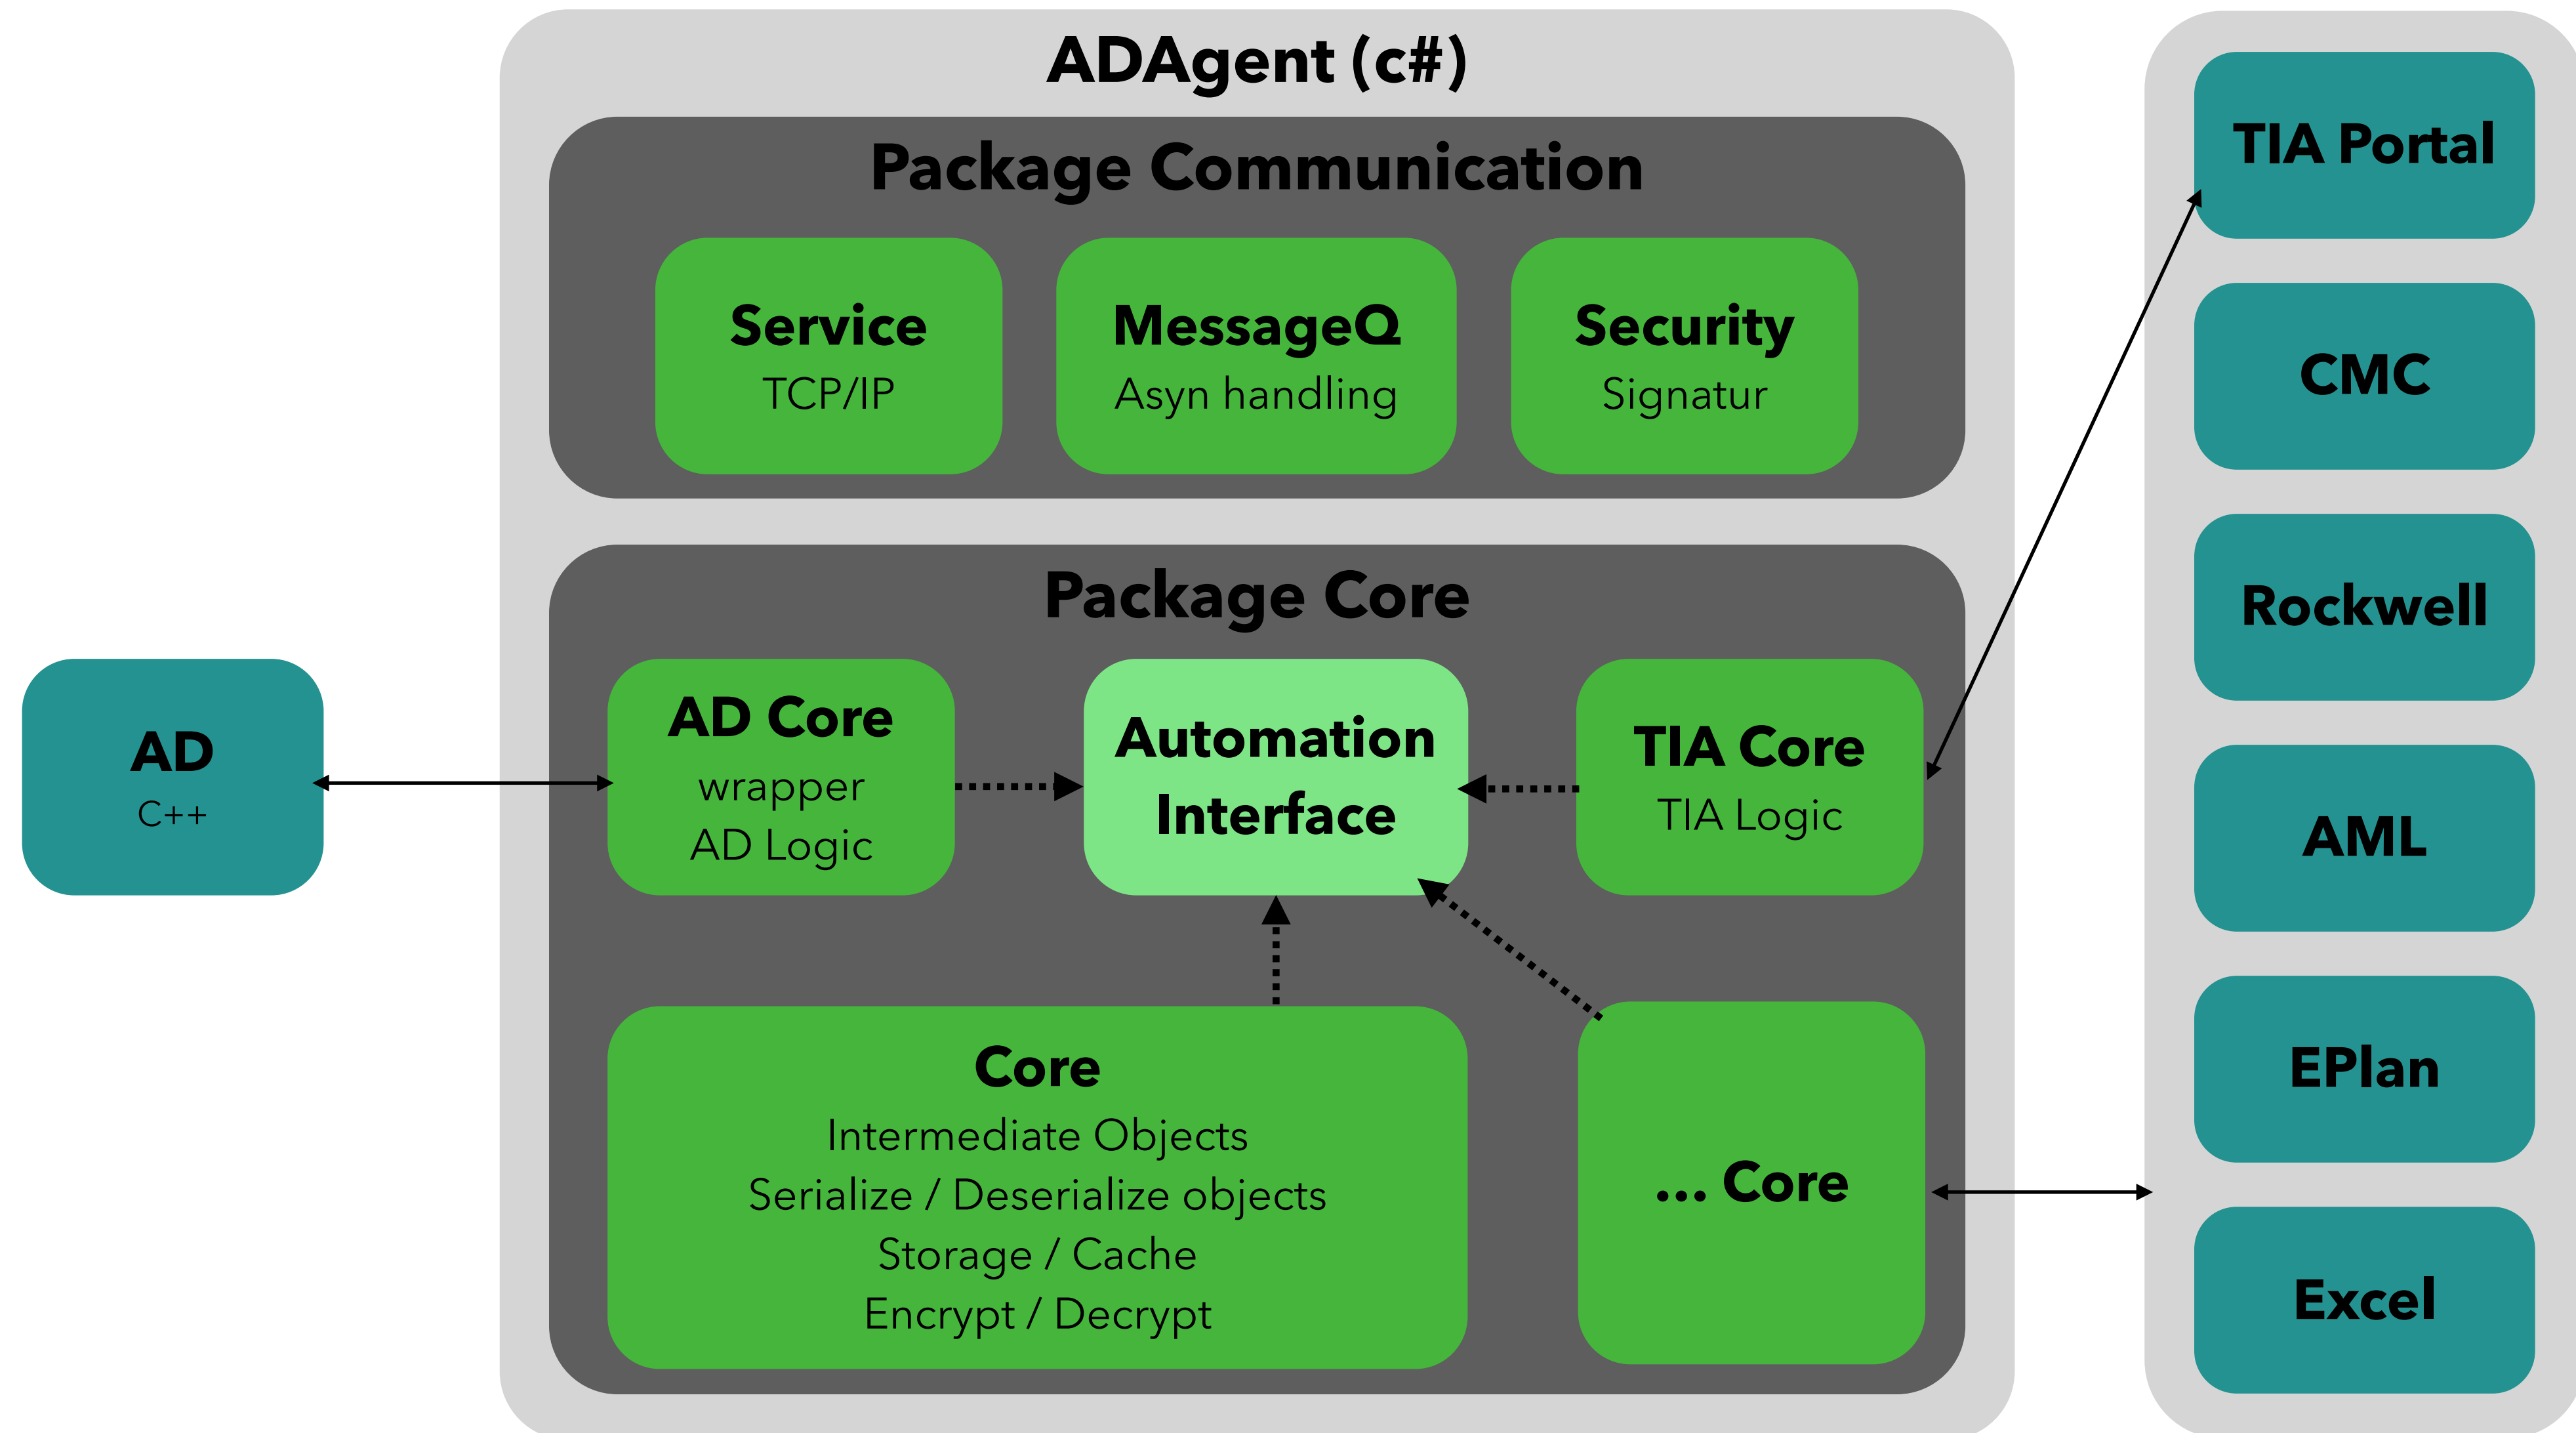 ADAgent (c#)
Package Communication
Service
TCP/IP
MessageQ
Asyn handling
Security
Signatur
Package Core
AD
C++
AD Core
wrapper
AD Logic
Automation
Interface
TIA Core
TIA Logic
Core
Intermediate Objects
Serialize / Deserialize objects
Storage / Cache
Encrypt / Decrypt
... Core
TIA Portal
CMC
Rockwell
AML
EPlan
Excel